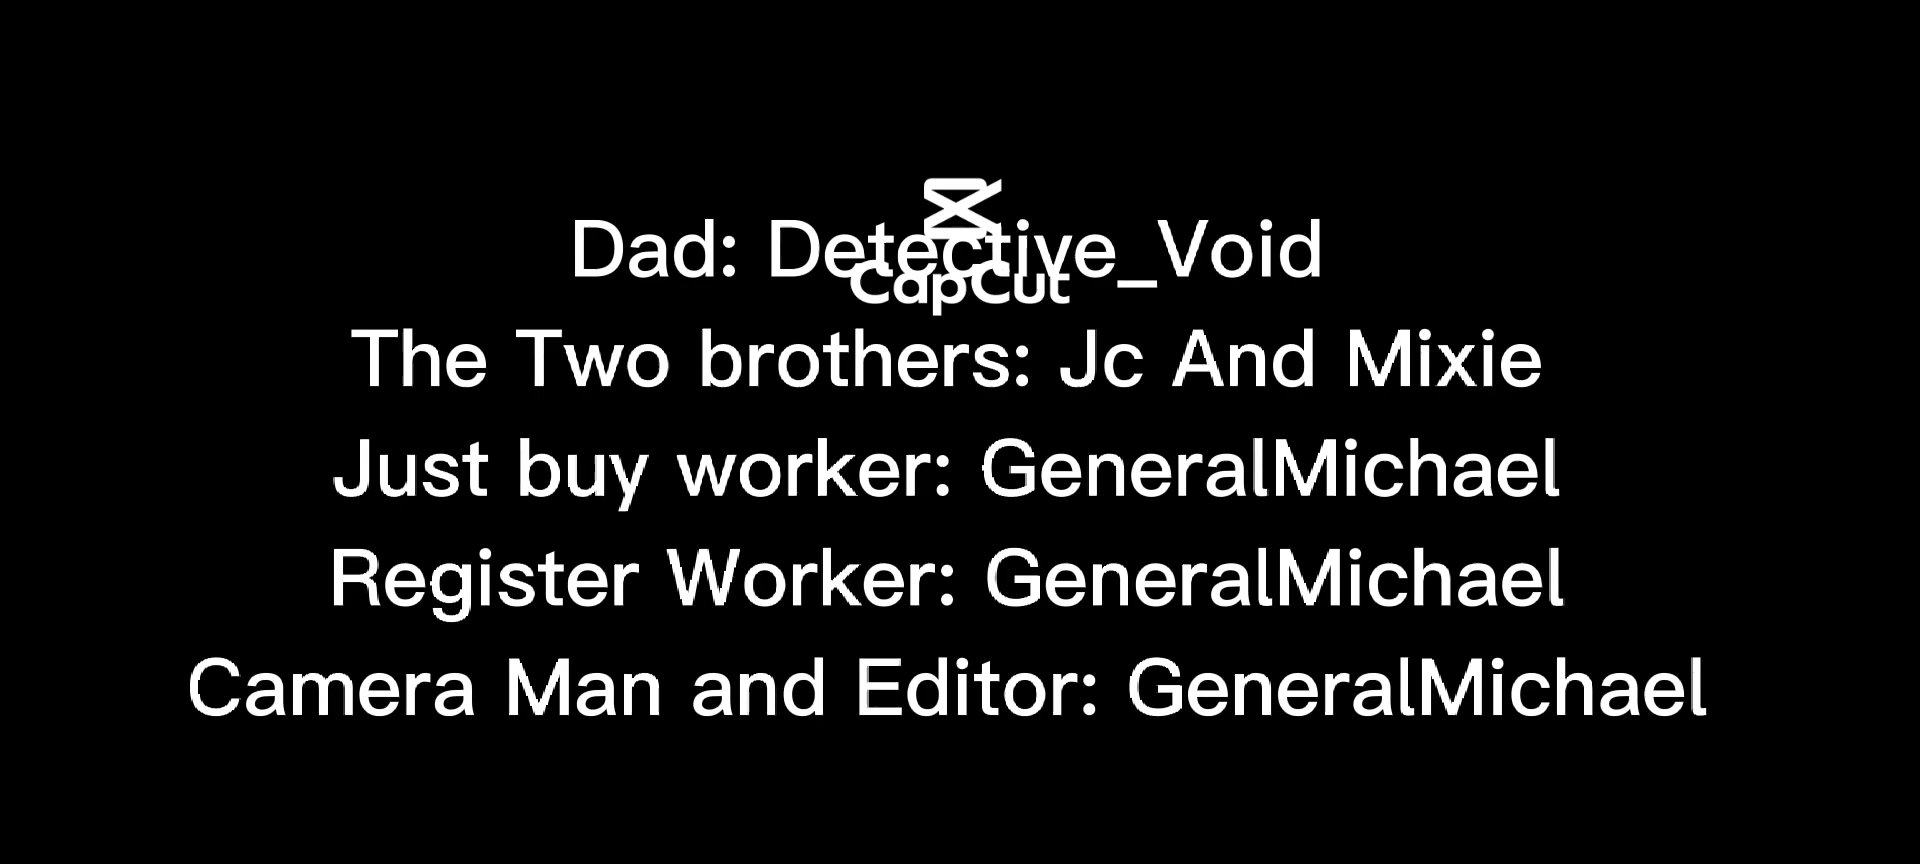 Dad: Detective_Void
CapCut
The Two brothers: Jc And Mixie
Just buy worker: GeneralMichael
Register Worker: GeneralMichael
Camera Man and Editor: GeneralMichael